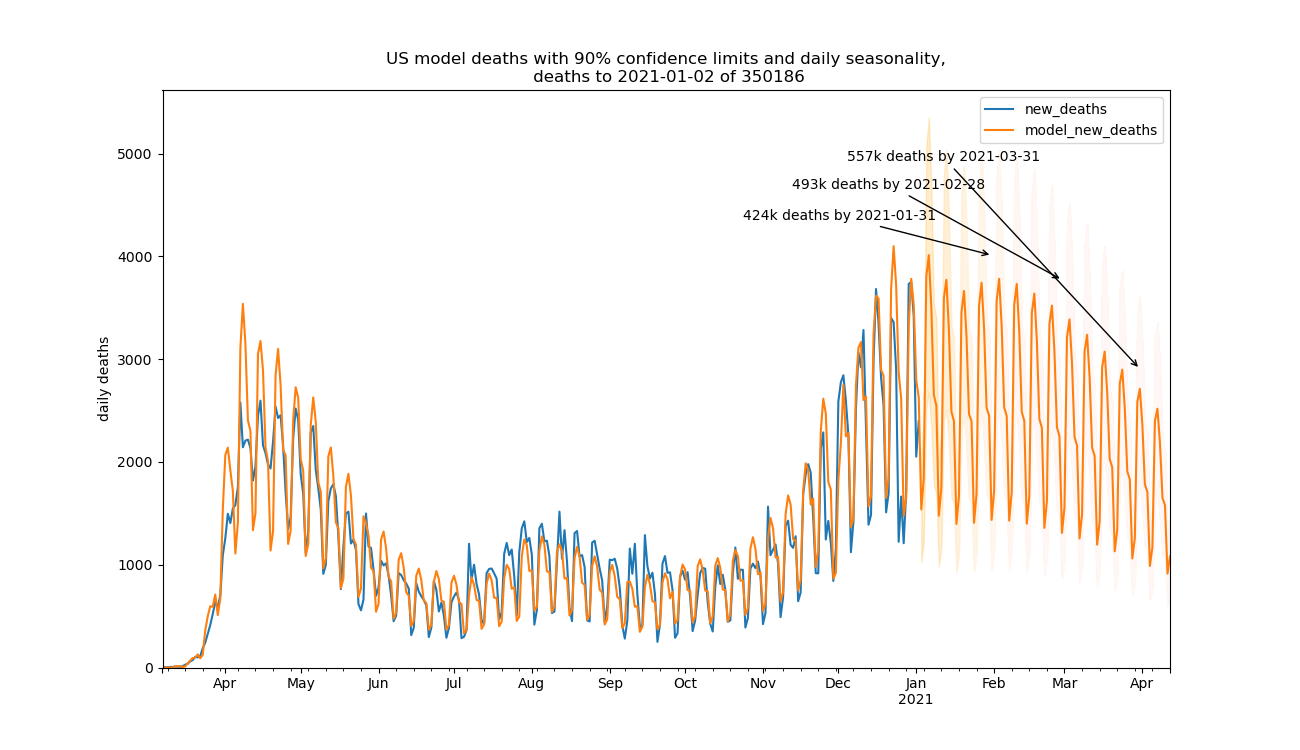 US model deaths with 90% confidence limits and daily seasonality,
deaths to 2021-01-02 of 350186
new_deaths
model_new_deaths
557k deaths by 2021-03-31
493k deaths by 2021-02-28
424k deaths by 2021-01-31
daily deaths
5000
4000
3000
2000
1000
0
Apr May Jun Jul Aug Sep Oct Nov Dec Jan Feb Mar Apr
2021